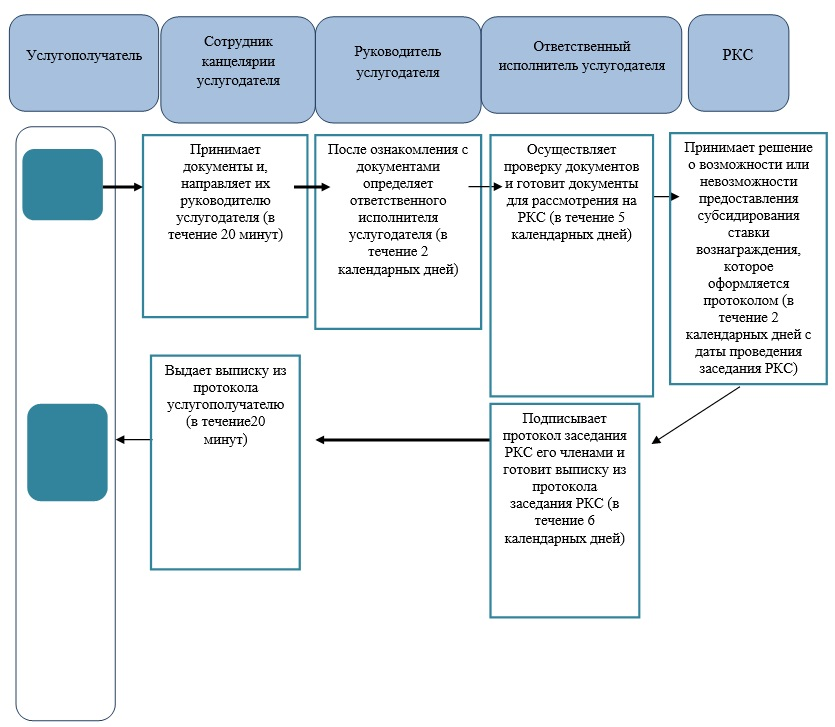 Услугополучатель
Сотрудник
канцелярии
услугодателя
Руководитель
услугодателя
Ответственный
исполнитель услугодателя
РКС
Принимает
документы и,
направляет их
руководителю
услугодателя (в
течение 20 минут)
После ознакомления с
документами
определяет
ответственного
исполнителя
услугодателя (в
течение 2
календарных дней)
Осуществляет
проверку документов
и готовит документы
для рассмотрения на
РКС (в течение 5
календарных дней)
Принимает решение
о возможности или
невозможности
предоставления
субсидирования
ставки
вознаграждения,
которое
оформляется
протоколом (в
течение 2
календарных дней с
даты проведения
заседания РКС)
Выдает выписку из
протокола
услугополучателю
(в течение20
минут)
Подписывает
протокол заседания
РКС его членами и
готовит выписку из
протокола
заседания РКС (в
течение 6
календарных дней)